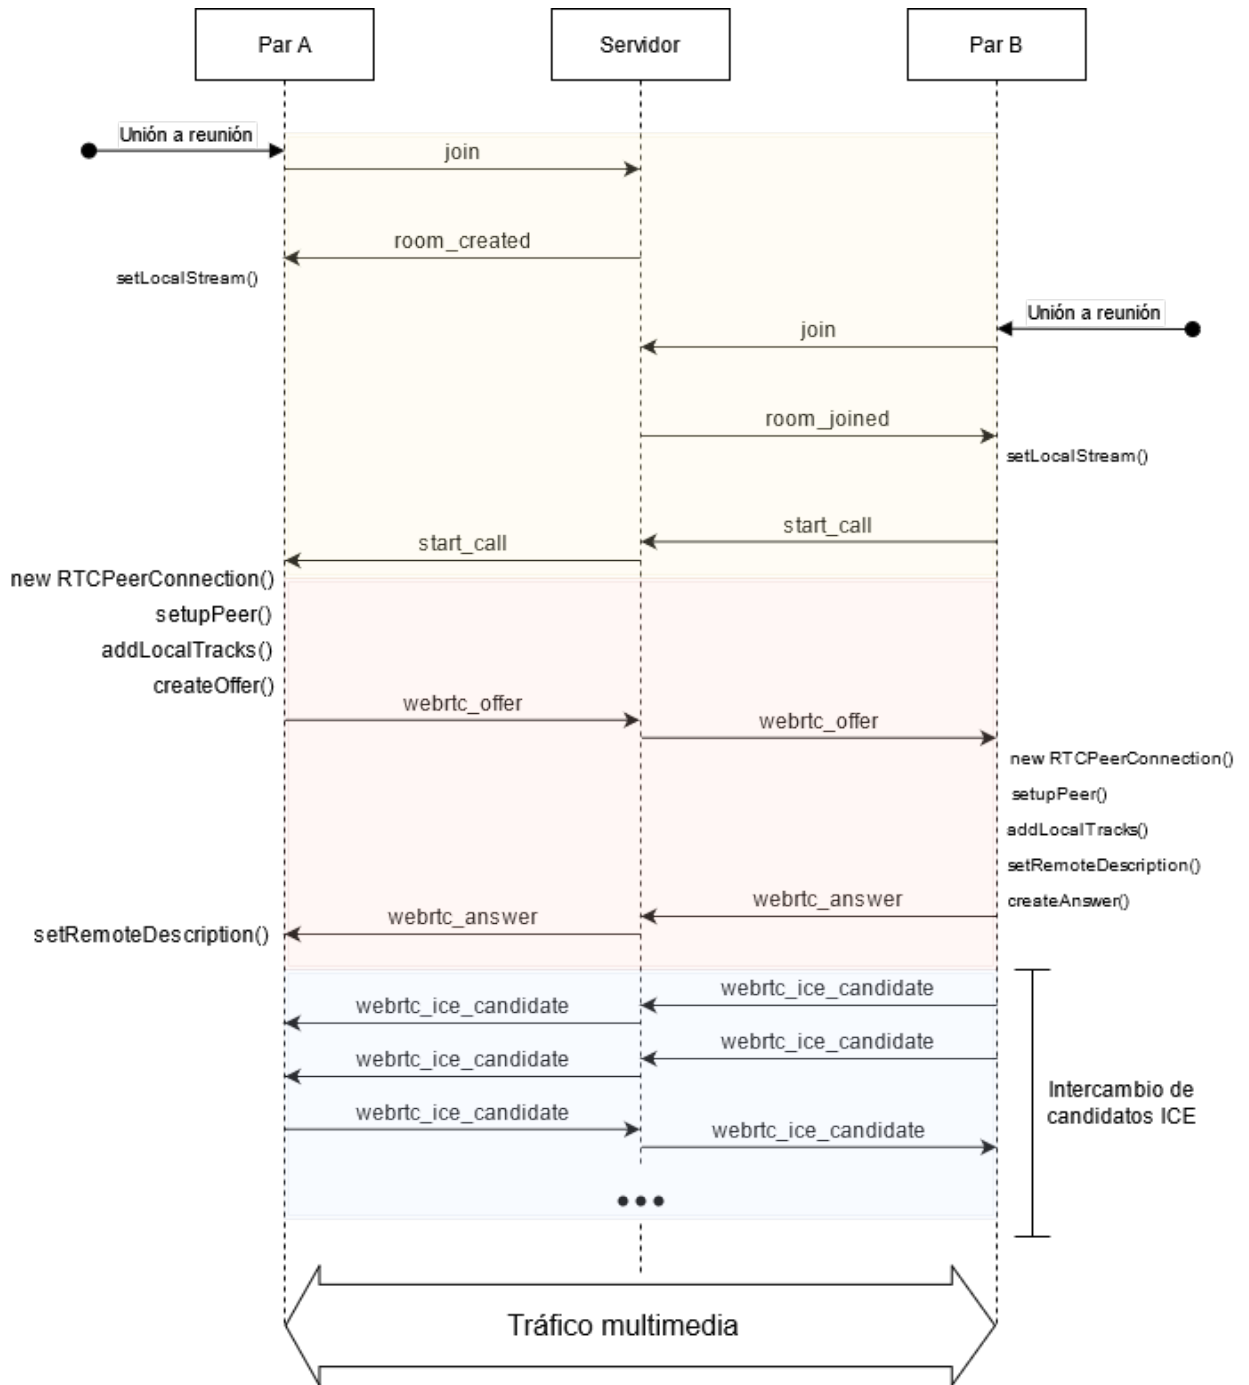 Par A
Servidor
Par B
Unión a reunión
join
room_created
setLocalStream()
Unión a reunión
join
room_joined
setLocalStream()
start_call
start_call
new RTCPeerConnection()
setupPeer()
addLocalTracks()
createOffer()
webrtc_offer
webrtc_offer
new RTCPeerConnection()
setupPeer()
addLocalTracks()
setRemoteDescription()
createAnswer()
webrtc_answer
webrtc_answer
setRemoteDescription()
webrtc_ice_candidate
webrtc_ice_candidate
webrtc_ice_candidate
webrtc_ice_candidate
webrtc_ice_candidate
webrtc_ice_candidate
Intercambio de
candidatos ICE
Tráfico multimedia